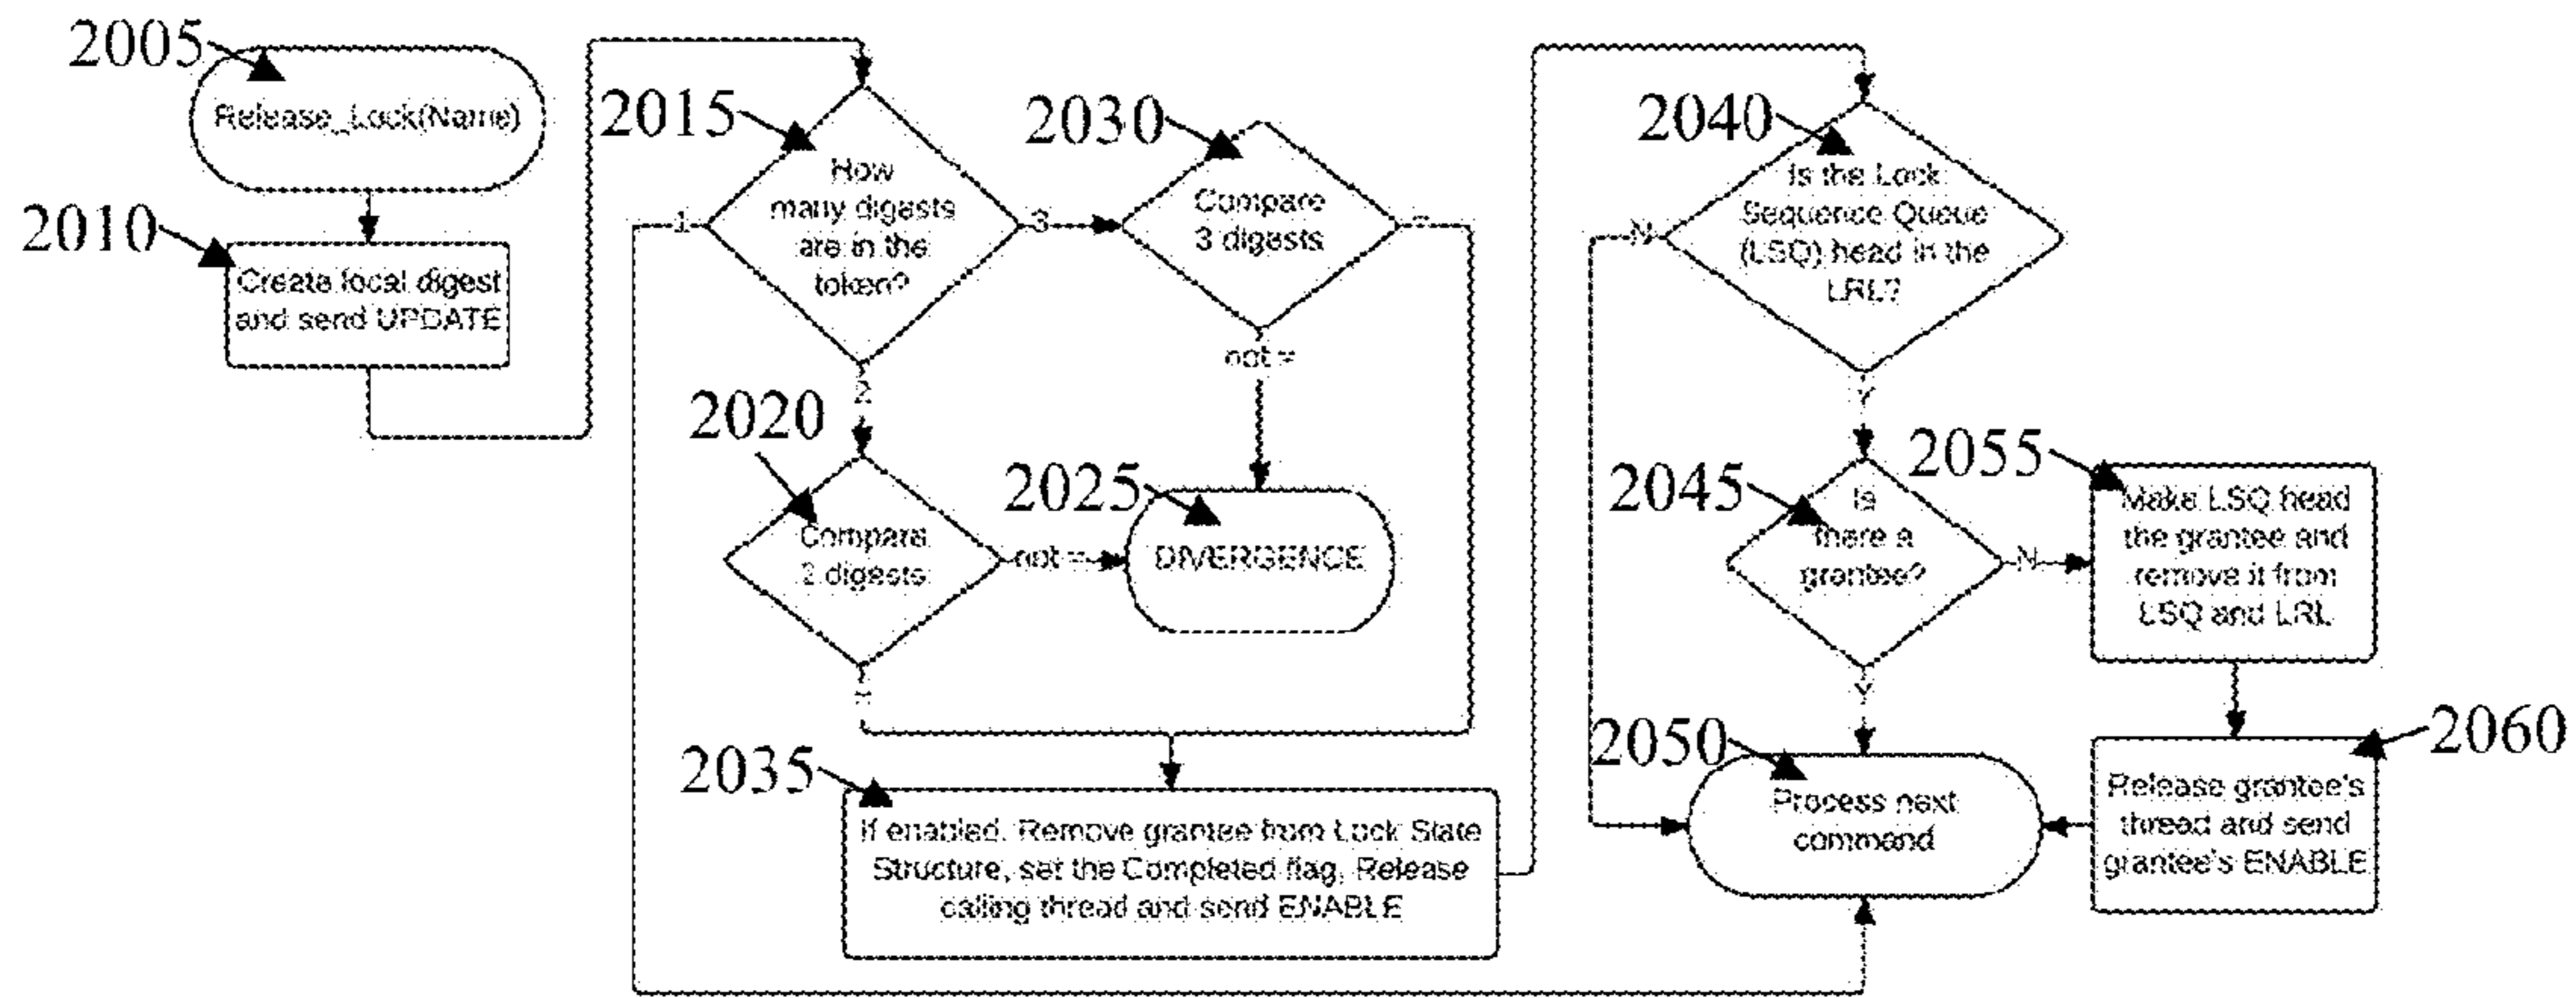 2005
Release_Lock(Name)
2010
Create local digest
and send UPDATE
2015
How
many digests
are in the
token?
1
3
2
2030
Compare
3 digests
=
not =
2020
Compare
2 digests
not =
=
2025
DIVERGENCE
2035
If enabled. Remove grantee from Lock State
Structure, set the Completed flag, Release
calling thread and send ENABLE
2040
Is the Lock
Sequence Queue
(LSQ) head in the
LRL?
N
Y
2045
Is
there a
grantee?
N
Y
2055
Make LSQ head
the grantee and
remove it from
LSQ and LRL
2050
Process next
command
2060
Release grantee's
thread and send
grantee's ENABLE